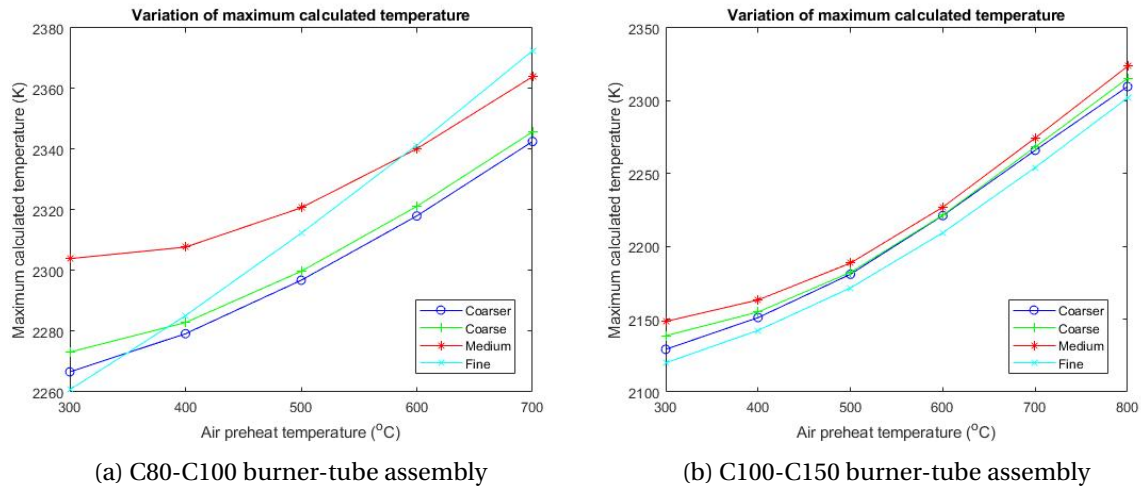 Variation of maximum calculated temperature
Maximum calculated temperature (K)
2380
2360
2340
2320
2300
2280
2260
300 400 500 600 700
Air preheat temperature (°C)
Coarser
Coarse
Medium
Fine
(a) C80-C100 burner-tube assembly
Variation of maximum calculated temperature
Maximum calculated temperature (K)
2350
2300
2250
2200
2150
2100
300 400 500 600 700 800
Air preheat temperature (°C)
Coarser
Coarse
Medium
Fine
(b) C100-C150 burner-tube assembly